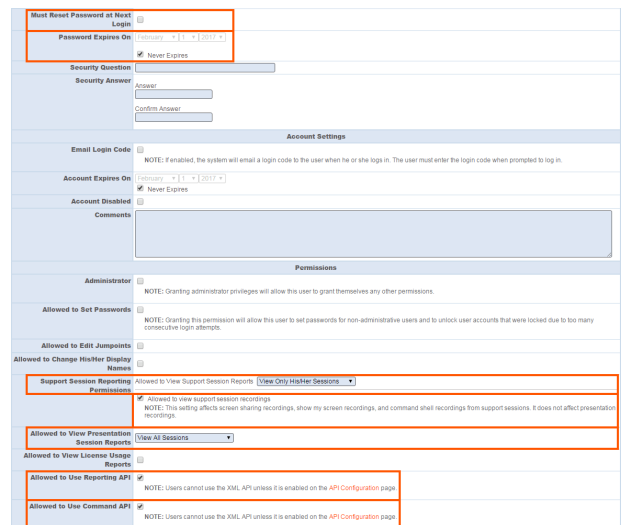 Must Reset Password at Next
Login
Password Expires On February 1 2017
Never Expires
Security Question
Security Answer
Answer
Confirm Answer
Account Settings
Email Login Code
NOTE: If enabled, the system will email a login code to the user when he or she logs in. The user must enter the login code when prompted to log in.
Account Expires On February 1 2017
Never Expires
Account Disabled
Comments
Permissions
Administrator
NOTE: Granting administrator privileges will allow this user to grant themselves any other permissions.
Allowed to Set Passwords
NOTE: Granting this permission will allow this user to set passwords for non-administrative users and to unlock user accounts that were locked due to too many
consecutive login attempts.
Allowed to Edit Jumpoints
Allowed to Change His/Her Display
Names
Support Session Reporting Allowed to View Support Session Reports View Only His/Her Sessions
Permissions
Allowed to view support session recordings
NOTE: This setting affects screen sharing recordings, show my screen recordings, and command shell recordings from support sessions. It does not affect presentation
recordings.
Allowed to View Presentation
Session Reports View All Sessions
Allowed to View License Usage
Reports
Allowed to Use Reporting API
NOTE: Users cannot use the XML API unless it is enabled on the API Configuration page.
Allowed to Use Command API
NOTE: Users cannot use the XML API unless it is enabled on the API Configuration page.